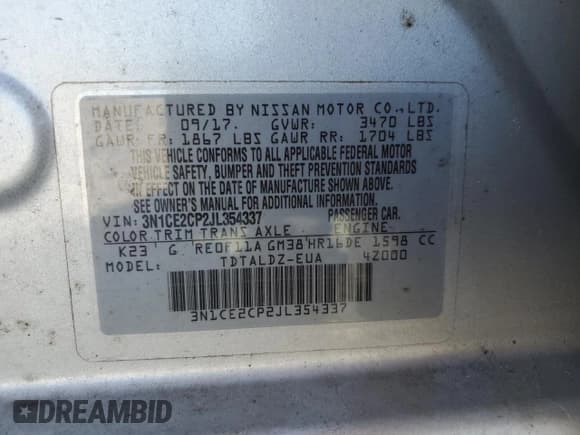 MANUFACTURED BY NISSAN MOTOR CO.,LTD.
DATE: 09/17. GVWR: 3470 LBS
GAWR FR: 1867 LBS GAWR RR: 1704 LBS
THIS VEHICLE CONFORMS TO ALL APPLICABLE FEDERAL MOTOR
VEHICLE SAFETY, BUMPER AND THEFT PREVENTION STANDARDS
IN EFFECT ON THE DATE OF MANUFACTURE SHOWN ABOVE.
SEE OWNER'S MANUAL FOR ADDITIONAL INFORMATION.
VIN: 3N1CE2CP2JL354337 PASSENGER CAR.
COLOR TRIM TRANS AXLE ENGINE
K23 G RE0F11A GM38 HR16DE 1598 CC
MODEL: TDTALDZ-EUA 4Z000
3N1CE2CP2JL354337
DREAMBID